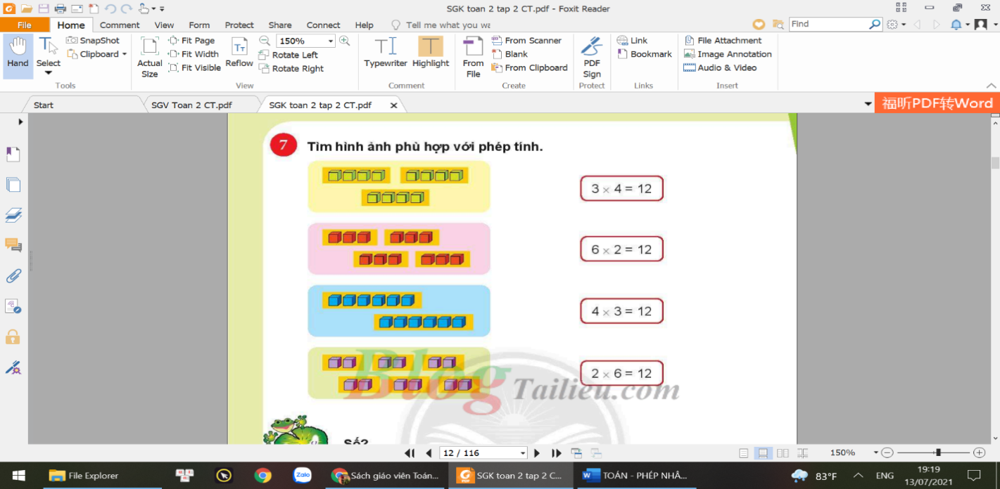 SGK toan 2 tap 2 CT.pdf - Foxit Reader
File Home Comment View Form Protect Share Connect Help Tell me what you wa Find
Hand
Select
SnapShot
Clipboard
Tools
Actual Size
Fit Page
Fit Width
Fit Visible
Reflow
150%
Rotate Left
Rotate Right
View
Typewriter
Highlight
Comment
From File
From Scanner
Blank
From Clipboard
Create
PDF Sign
Protect
Link
Bookmark
Links
File Attachment
Image Annotation
Audio & Video
Insert
Start SGV Toan 2 CT.pdf SGK toan 2 tap 2 CT.pdf 福昕PDF转Word
7 Tìm hình ảnh phù hợp với phép tính.
3 × 4 = 12
6 × 2 = 12
4 × 3 = 12
2 × 6 = 12
Blog Tailieu.com
Số?
12 / 116 150%
File Explorer Zalo Sách giáo viên Toán... SGK toan 2 tap 2 C... TOÁN - PHÉP NHÂ... 83°F ENG 19:19
13/07/2021